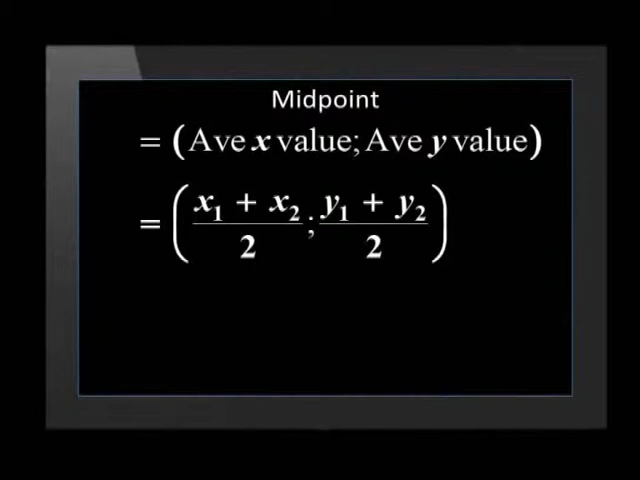 Midpoint
= (Ave x value; Ave y value)
= (x₁ + x₂ / 2 ; y₁ + y₂ / 2)